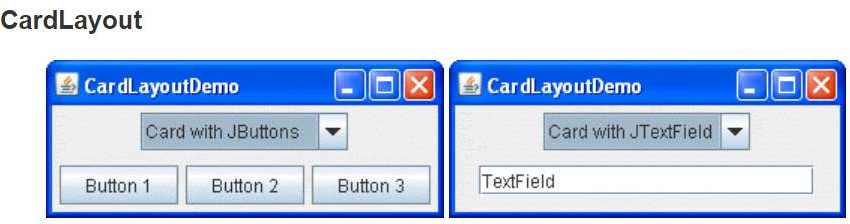 CardLayout
CardLayoutDemo
Card with JButtons
Button 1 Button 2 Button 3
CardLayoutDemo
Card with JTextField
TextField